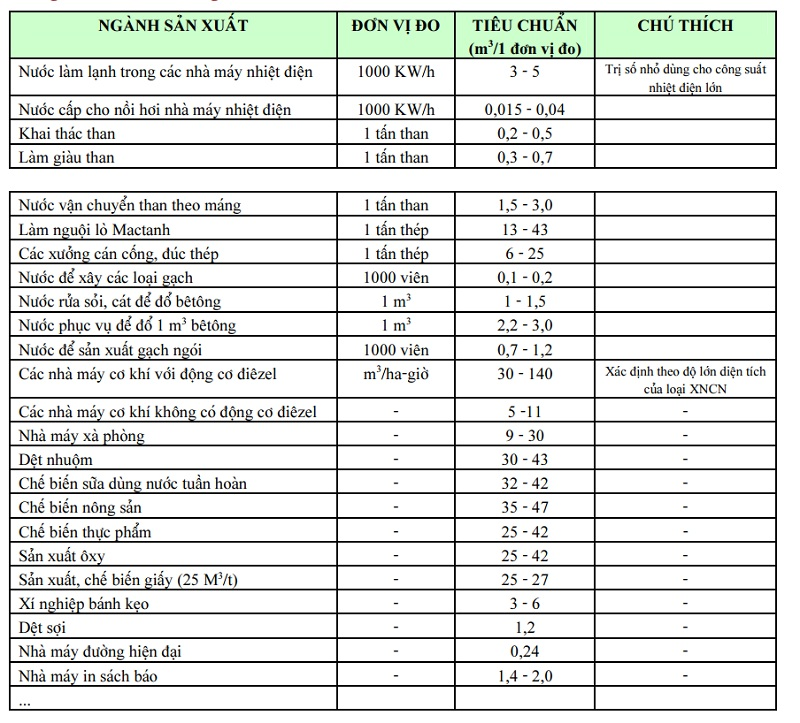 NGÀNH SẢN XUẤT ĐƠN VỊ ĐO TIÊU CHUẨN (m³/1 đơn vị đo) CHÚ THÍCH
Nước làm lạnh trong các nhà máy nhiệt điện 1000 KW/h 3 - 5 Trị số nhỏ dùng cho công suất nhiệt điện lớn
Nước cấp cho nồi hơi nhà máy nhiệt điện 1000 KW/h 0,015 - 0,04
Khai thác than 1 tấn than 0,2 - 0,5
Làm giàu than 1 tấn than 0,3 - 0,7
Nước vận chuyển than theo máng 1 tấn than 1,5 - 3,0
Làm nguội lò Mactanh 1 tấn thép 13 - 43
Các xưởng cán cống, đúc thép 1 tấn thép 6 - 25
Nước để xây các loại gạch 1000 viên 0,1 - 0,2
Nước rửa sỏi, cát để đổ bêtông 1 m³ 1 - 1,5
Nước phục vụ để đổ 1 m³ bêtông 1 m³ 2,2 - 3,0
Nước để sản xuất gạch ngói 1000 viên 0,7 - 1,2
Các nhà máy cơ khí với động cơ điêzel m³/ha-giờ 30 - 140 Xác định theo độ lớn diện tích của loại XNCN
Các nhà máy cơ khí không có động cơ điêzel - 5 -11 -
Nhà máy xà phòng - 9 - 30 -
Dệt nhuộm - 30 - 43 -
Chế biến sữa dùng nước tuần hoàn - 32 - 42 -
Chế biến nông sản - 35 - 47 -
Chế biến thực phẩm - 25 - 42 -
Sản xuất ôxy - 25 - 42 -
Sản xuất, chế biến giấy (25 M³/t) - 25 - 27 -
Xí nghiệp bánh kẹo - 3 - 6 -
Dệt sợi - 1,2 -
Nhà máy đường hiện đại - 0,24 -
Nhà máy in sách báo - 1,4 - 2,0 -
...